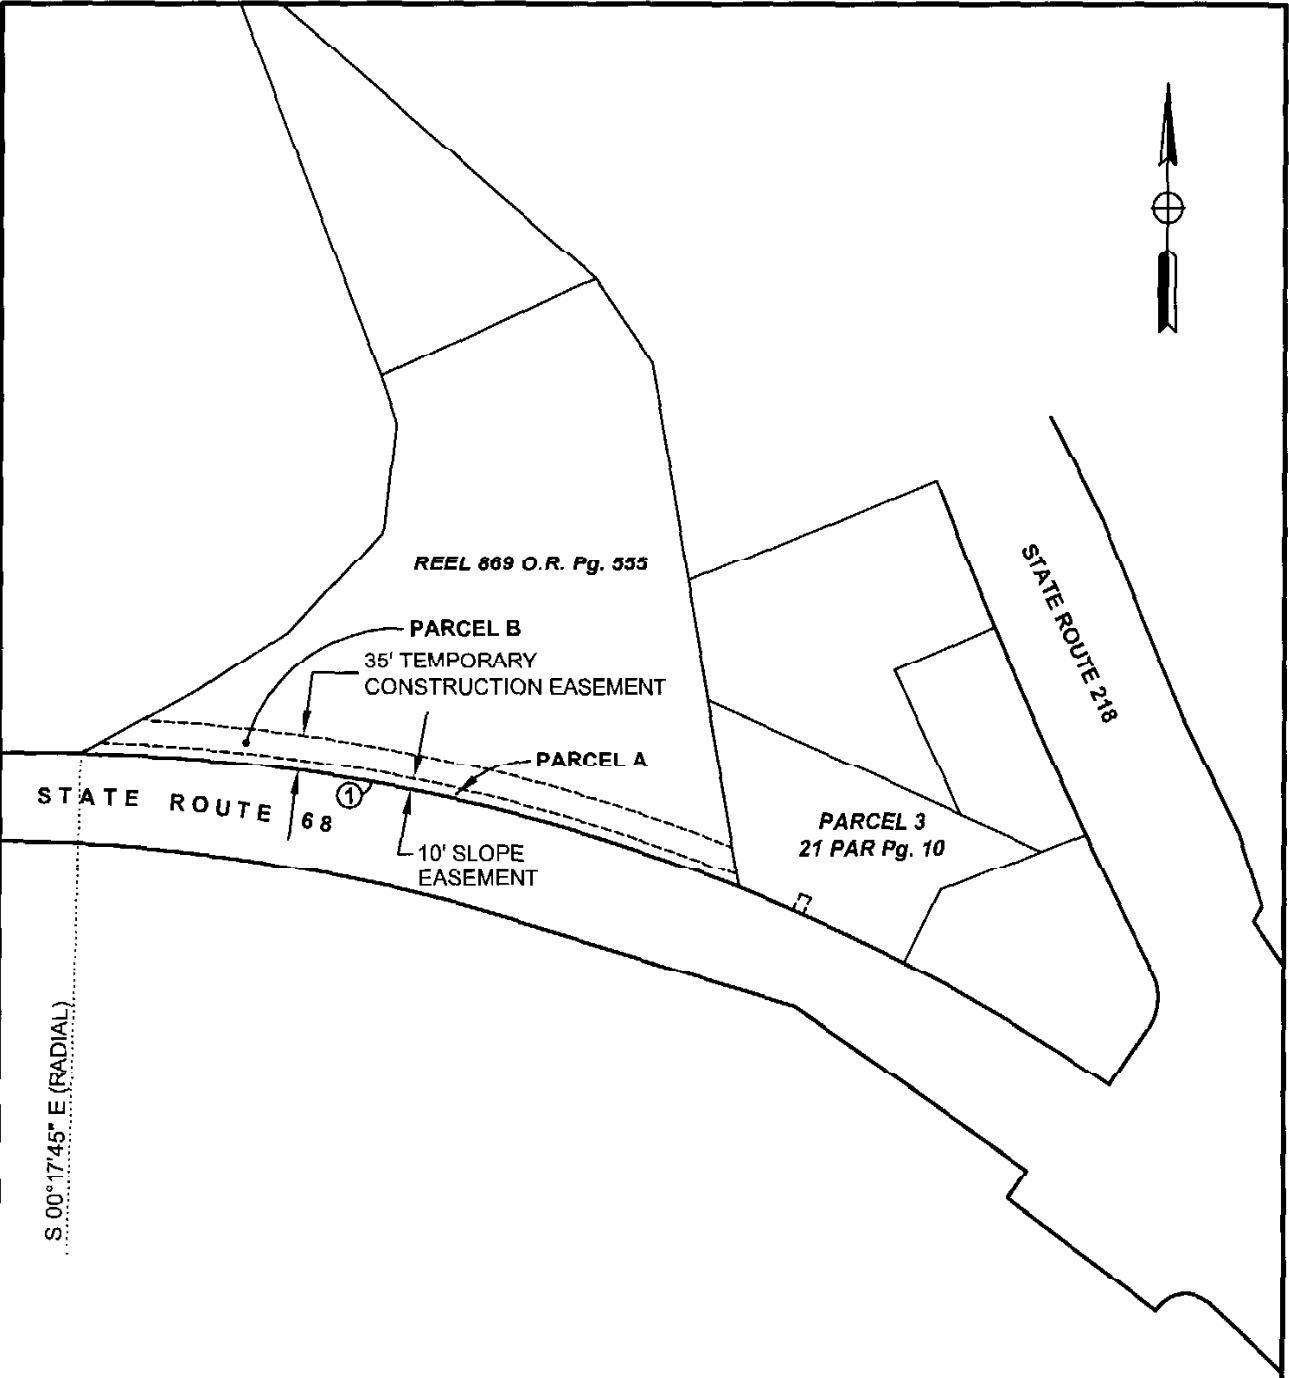 REEL 869 O.R. Pg. 555
STATE ROUTE 218
PARCEL B
35' TEMPORARY
CONSTRUCTION EASEMENT
PARCEL A
STATE ROUTE 68
1
PARCEL 3
21 PAR Pg. 10
10' SLOPE
EASEMENT
S 00°17'45" E (RADIAL)